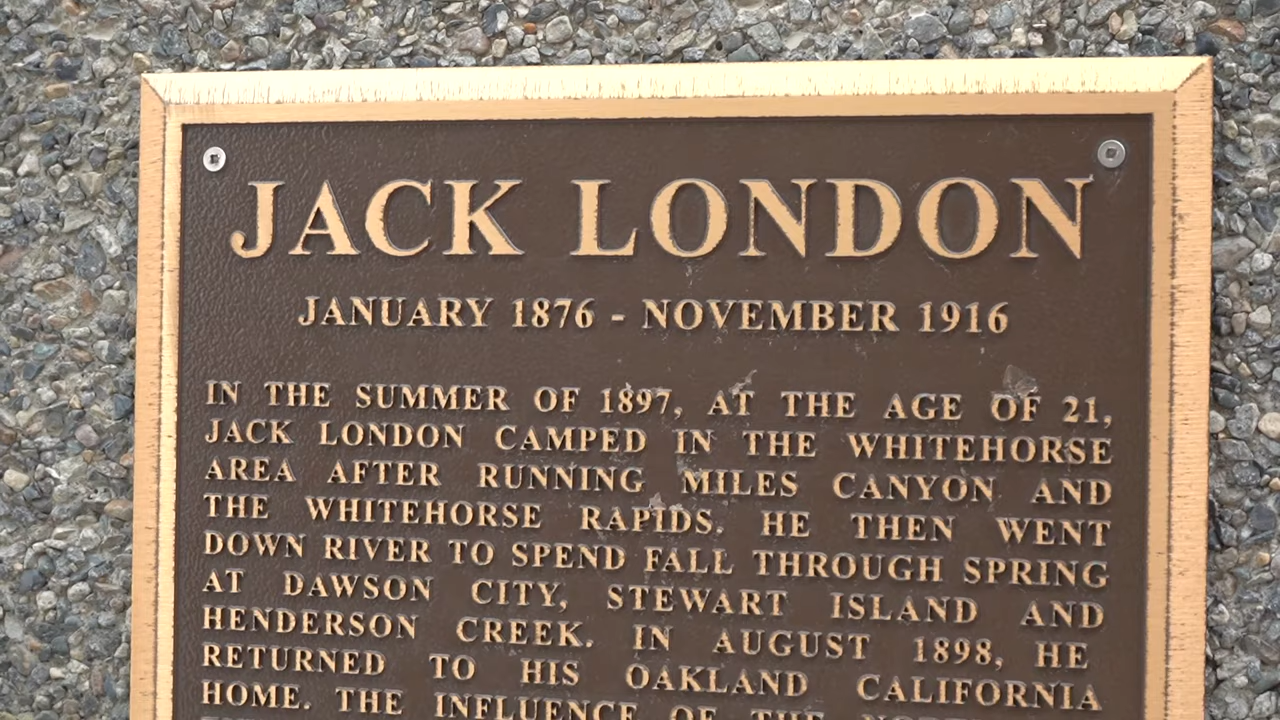 JACK LONDON
JANUARY 1876 - NOVEMBER 1916
IN THE SUMMER OF 1897, AT THE AGE OF 21,
JACK LONDON CAMPED IN THE WHITEHORSE
AREA AFTER RUNNING MILES CANYON AND
THE WHITEHORSE RAPIDS. HE THEN WENT
DOWN RIVER TO SPEND FALL THROUGH SPRING
AT DAWSON CITY, STEWART ISLAND AND
HENDERSON CREEK. IN AUGUST 1898, HE
RETURNED TO HIS OAKLAND CALIFORNIA
HOME. THE INFLUENCE OF THE